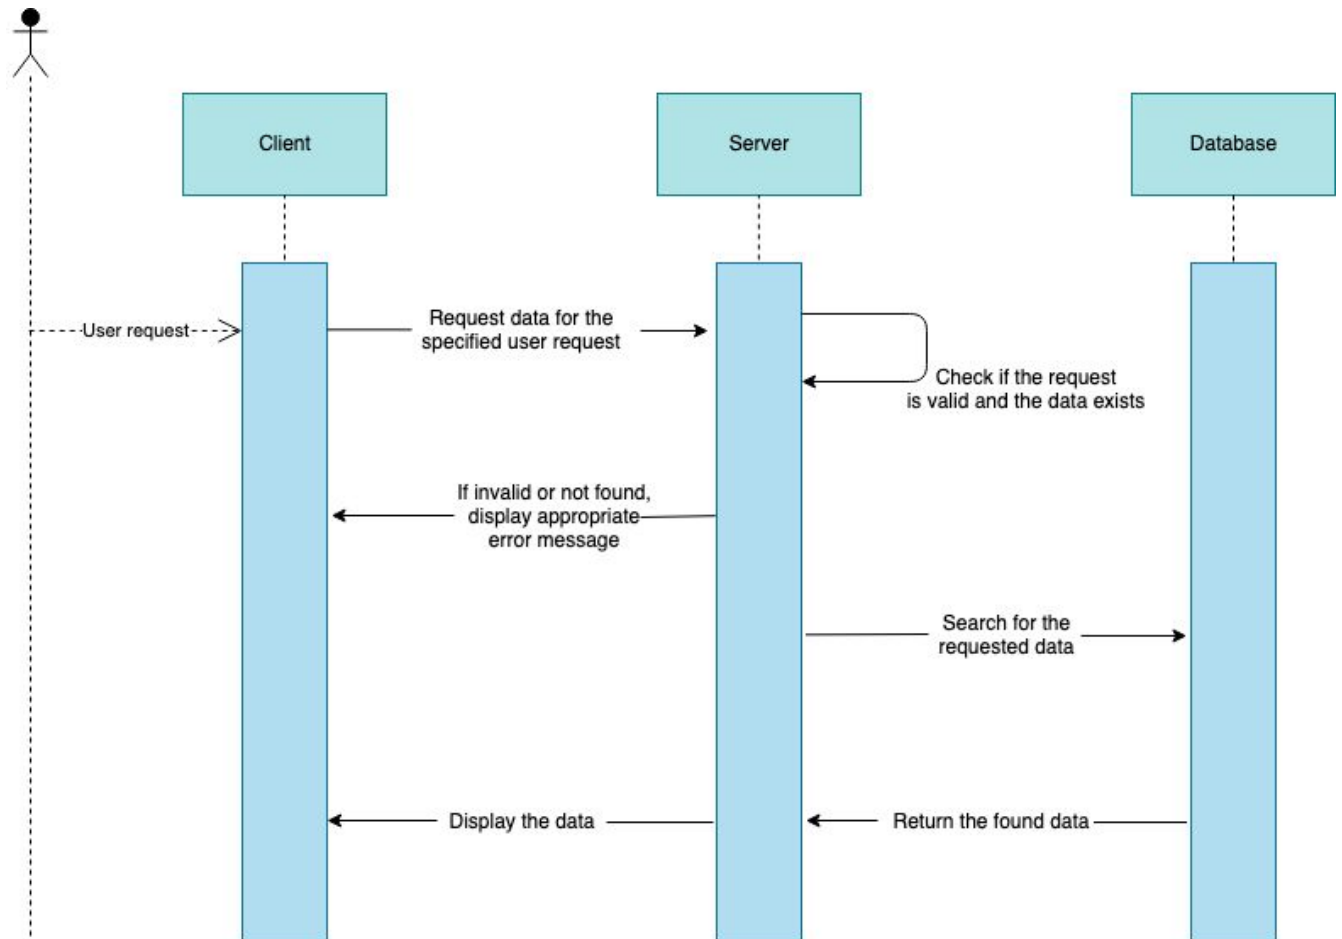 Client
Server
Database
User request
Request data for the
specified user request
Check if the request
is valid and the data exists
If invalid or not found,
display appropriate
error message
Search for the
requested data
Display the data
Return the found data